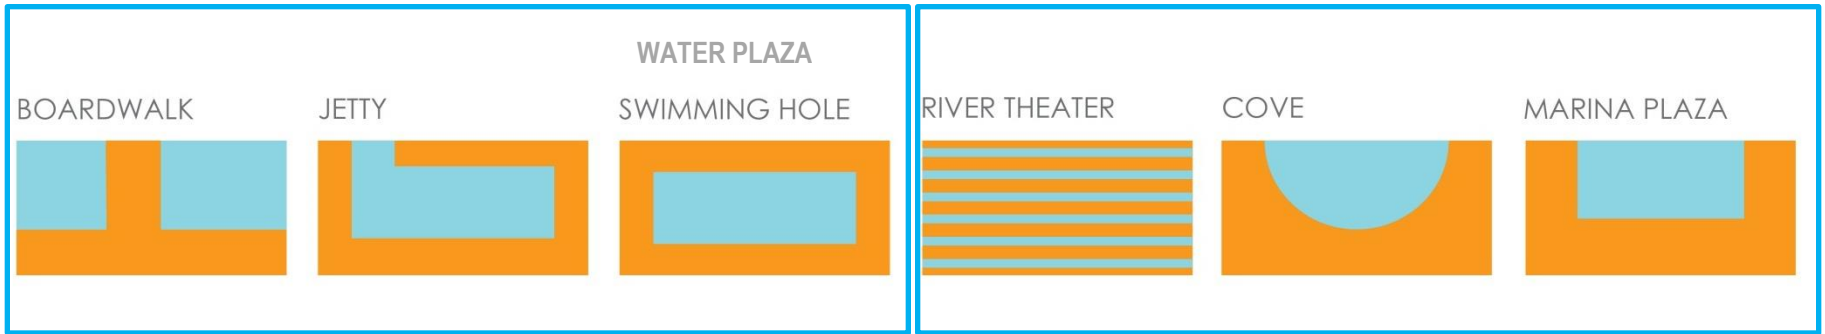 WATER PLAZA
BOARDWALK
JETTY
SWIMMING HOLE
RIVER THEATER
COVE
MARINA PLAZA